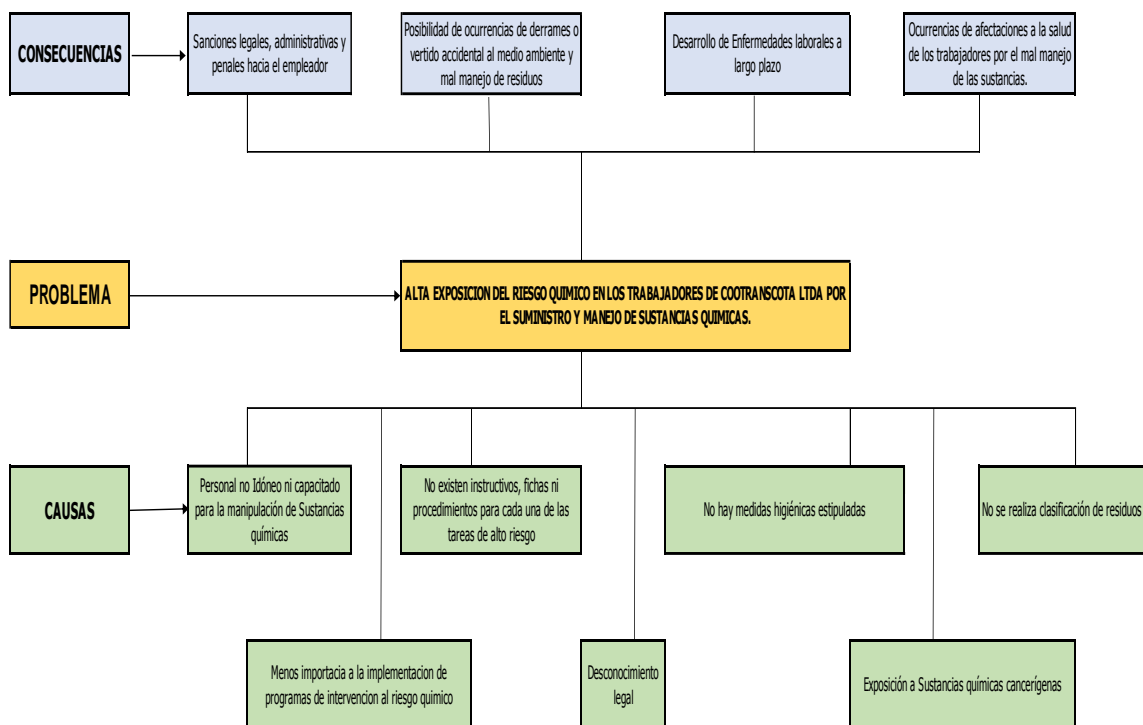 CONSECUENCIAS
Sanciones legales, administrativas y
penales hacia el empleador
Posibilidad de ocurrencias de derrames o
vertido accidental al medio ambiente y
mal manejo de residuos
Desarrollo de Enfermedades laborales a
largo plazo
Ocurrencias de afectaciones a la salud
de los trabajadores por el mal manejo
de las sustancias.
PROBLEMA
ALTA EXPOSICION DEL RIESGO QUIMICO EN LOS TRABAJADORES DE COOTRANSCOTA LTDA POR
EL SUMINISTRO Y MANEJO DE SUSTANCIAS QUIMICAS.
CAUSAS
Personal no Idóneo ni capacitado
para la manipulación de Sustancias
químicas
No existen instructivos, fichas ni
procedimientos para cada una de las
tareas de alto riesgo
No hay medidas higiénicas estipuladas
No se realiza clasificación de residuos
Menos importacia a la implementacion de
programas de intervencion al riesgo quimico
Desconocimiento
legal
Exposición a Sustancias químicas cancerígenas